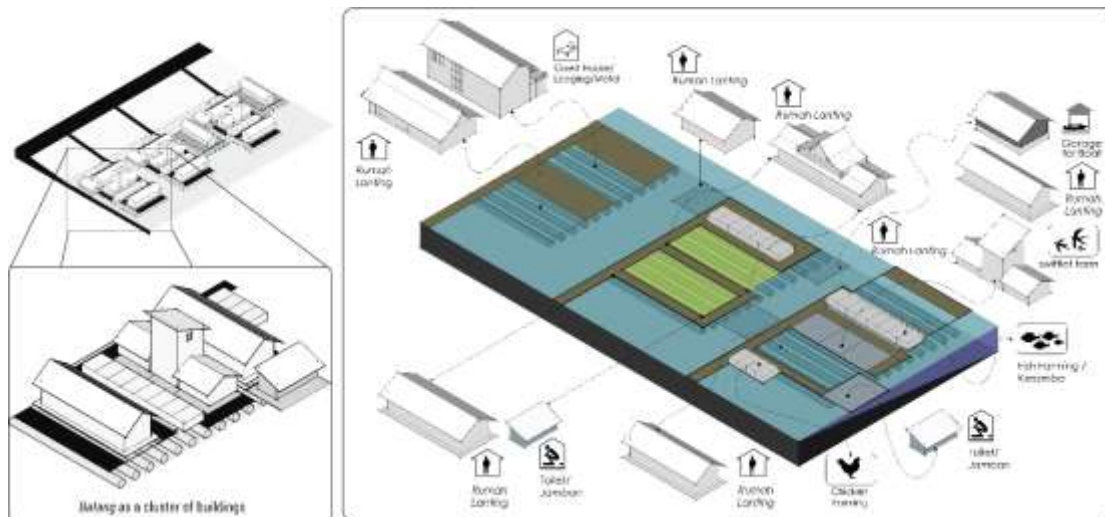 Guest House/
Lodging/Motel
Rumah Lanting
Rumah Lanting
Garage
for Boat
Rumah
Lanting
Rumah
Lanting
Rumah Lanting
swiftlet farm
Fish Farming /
Keramba
Rumah
Lanting
Toilet/
Jamban
Rumah
Lanting
Chicken
Farming
Toilet/
Jamban
Batang as a cluster of buildings